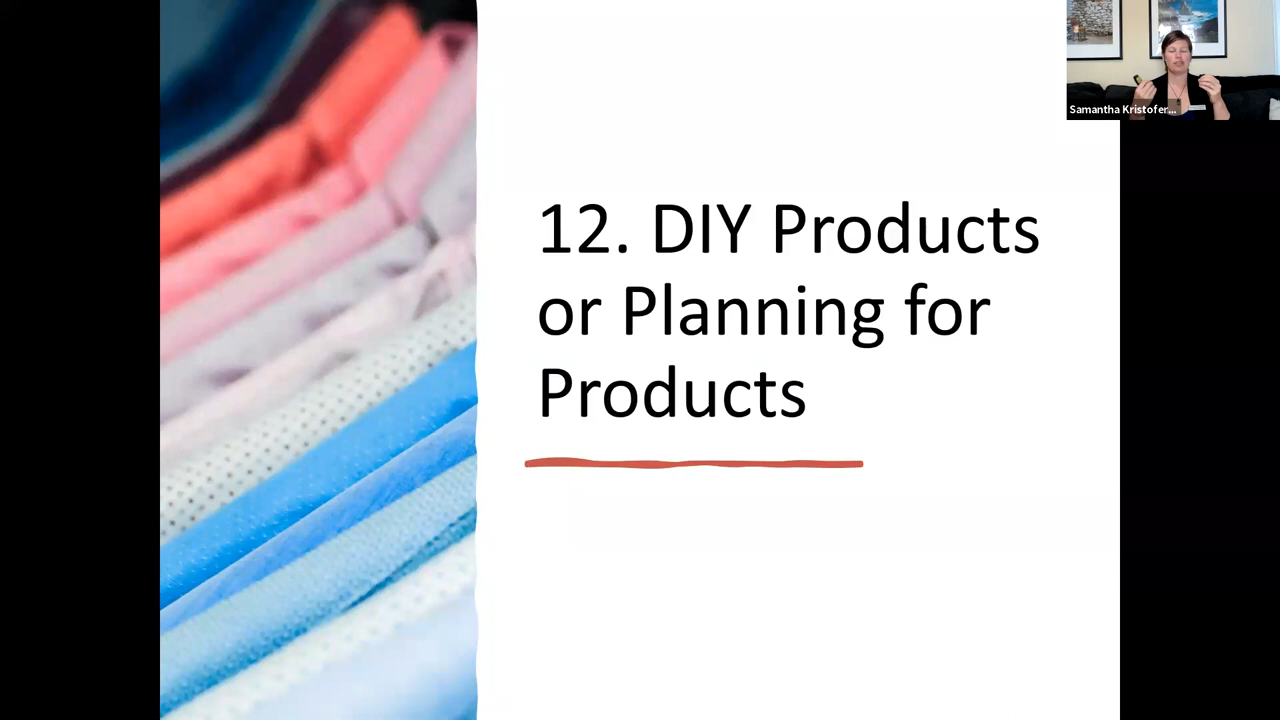 Samantha Kristofer...
12. DIY Products
or Planning for
Products